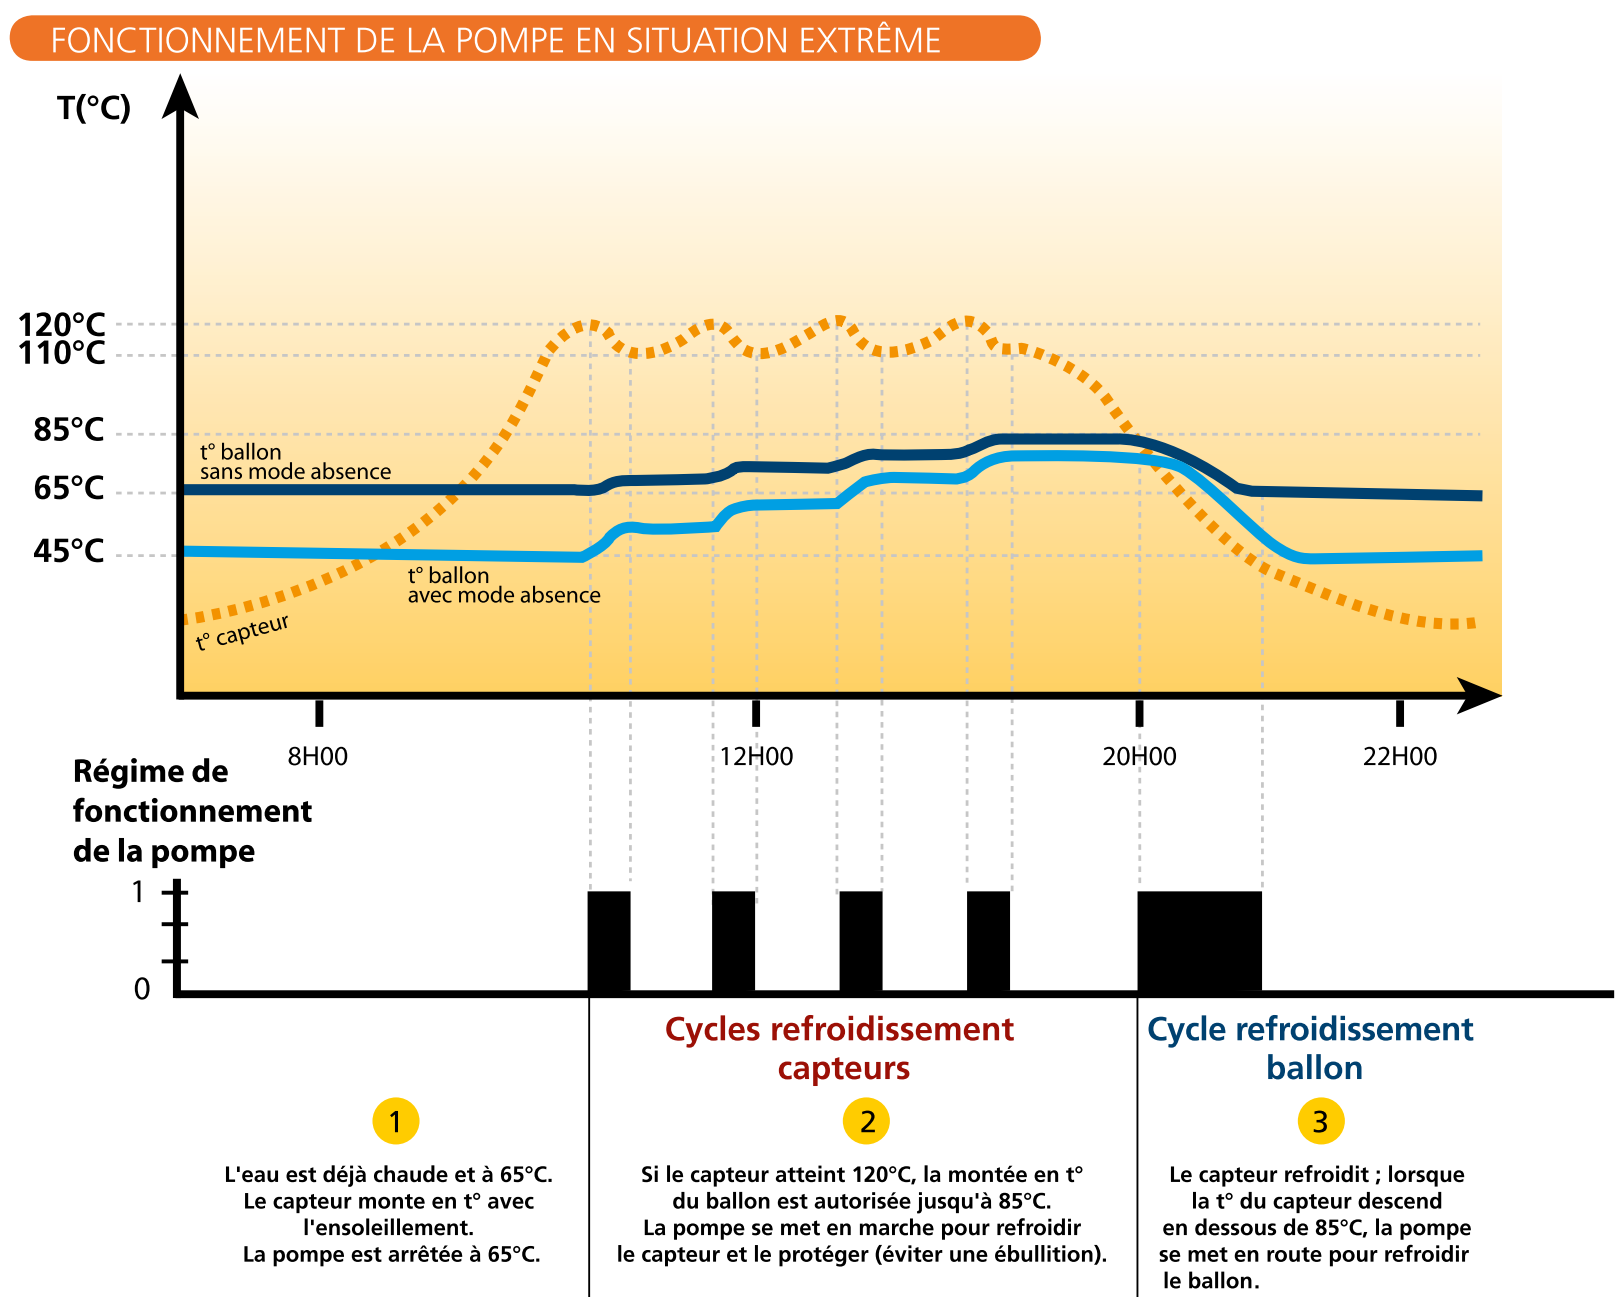 FONCTIONNEMENT DE LA POMPE EN SITUATION EXTRÊME
T(°C)
120°C
110°C
85°C
65°C
45°C
t° ballon
sans mode absence
t° ballon
avec mode absence
t° capteur
8H00
12H00
20H00
22H00
Régime de
fonctionnement
de la pompe
1
0
Cycles refroidissement
capteurs
Cycle refroidissement
ballon
1
L'eau est déjà chaude et à 65°C.
Le capteur monte en t° avec
l'ensoleillement.
La pompe est arrêtée à 65°C.
2
Si le capteur atteint 120°C, la montée en t°
du ballon est autorisée jusqu'à 85°C.
La pompe se met en marche pour refroidir
le capteur et le protéger (éviter une ébullition).
3
Le capteur refroidit ; lorsque
la t° du capteur descend
en dessous de 85°C, la pompe
se met en route pour refroidir
le ballon.